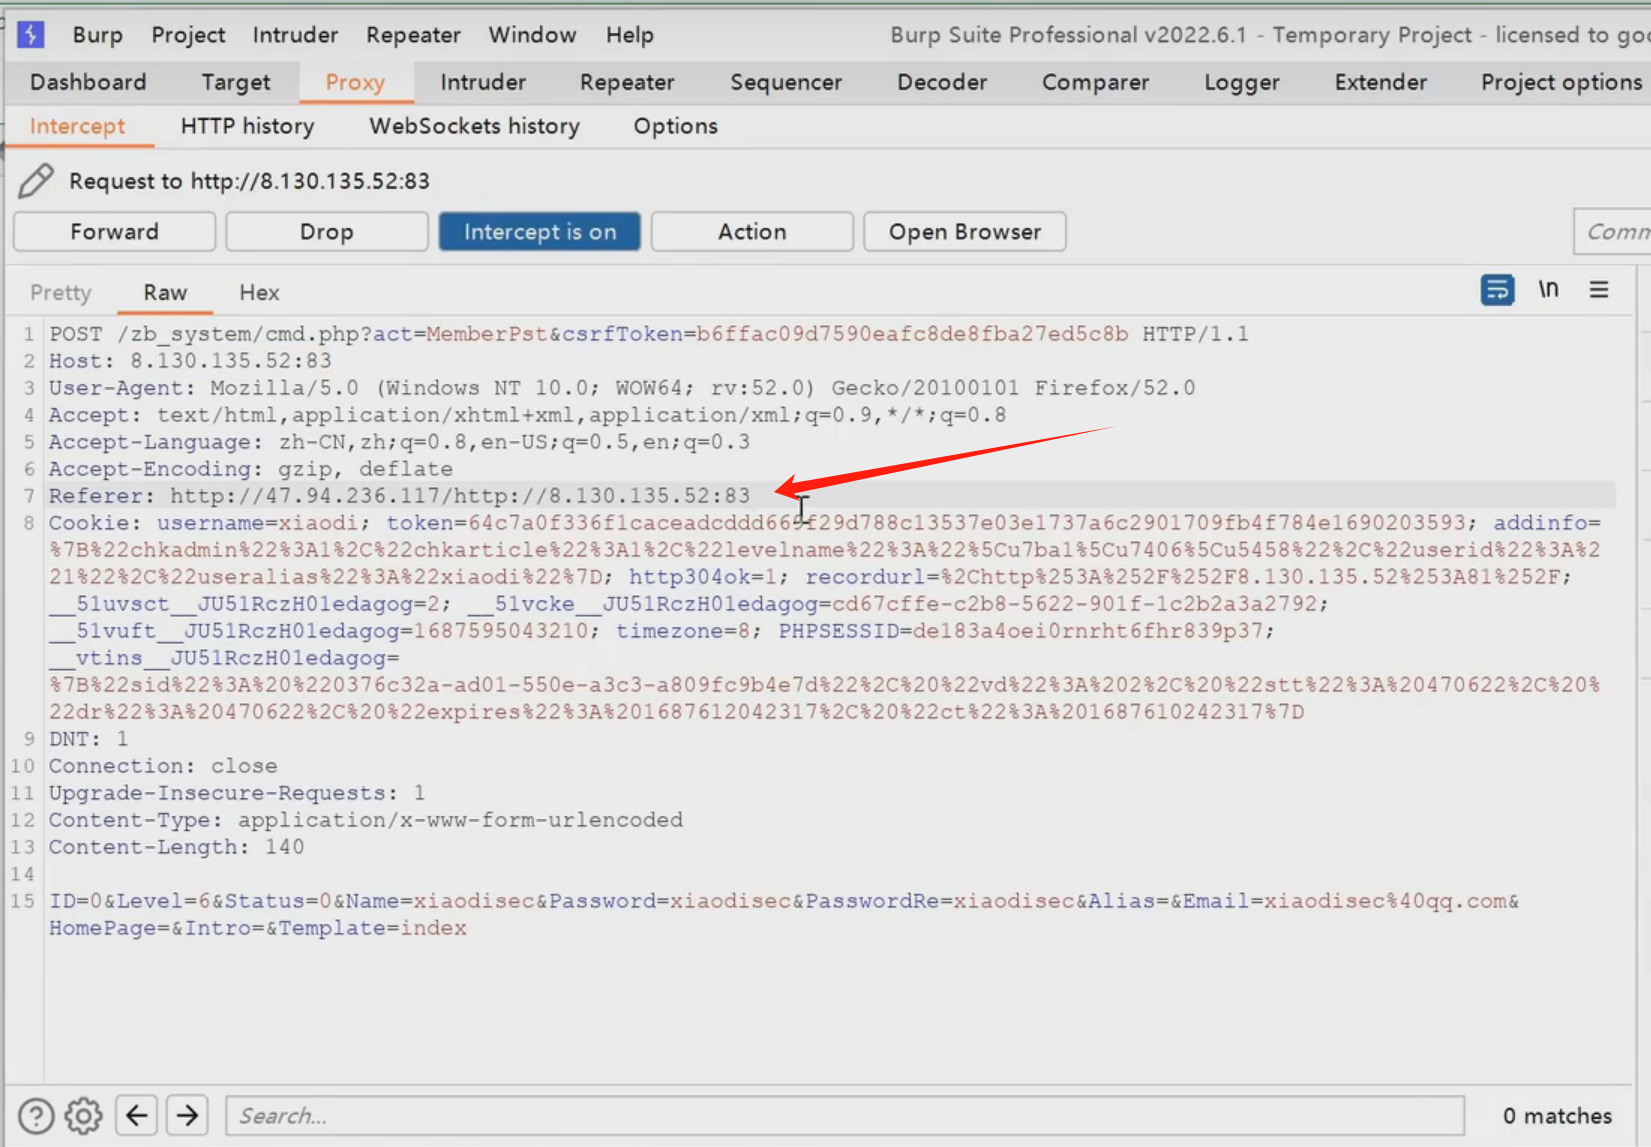 Burp Project Intruder Repeater Window Help Burp Suite Professional v2022.6.1 - Temporary Project - licensed to
Dashboard Target Proxy Intruder Repeater Sequencer Decoder Comparer Logger Extender Project options
Intercept HTTP history WebSockets history Options
Request to http://8.130.135.52:83
Forward Drop Intercept is on Action Open Browser
Pretty Raw Hex \n
1 POST /zb_system/cmd.php?act=MemberPst&csrfToken=b6ffac09d7590eafc8de8fba27ed5c8b HTTP/1.1
2 Host: 8.130.135.52:83
3 User-Agent: Mozilla/5.0 (Windows NT 10.0; WOW64; rv:52.0) Gecko/20100101 Firefox/52.0
4 Accept: text/html,application/xhtml+xml,application/xml;q=0.9,*/*;q=0.8
5 Accept-Language: zh-CN,zh;q=0.8,en-US;q=0.5,en;q=0.3
6 Accept-Encoding: gzip, deflate
7 Referer: http://47.94.236.117/http://8.130.135.52:83
8 Cookie: username=xiaodi; addinfo=
%7B%22chkadmin%22%3A1%2C%22chkarticle%22%3A1%2C%22levelname%22%3A%22%5Cu7ba1%5Cu7406%5Cu5458%22%2C%22userid%22%3A%2
21%22%2C%22useralias%22%3A%22xiaodi%22%7D; http304ok=1; recordurl=%2Chttp%253A%252F%252F8.130.135.52%253A81%252F;
__51uvsct__JU51RczH01edagog=2; __51vcke__JU51RczH01edagog=cd67cffe-c2b8-5622-901f-1c2b2a3a2792;
__51vuft__JU51RczH01edagog=1687595043210; timezone=8; PHPSESSID=de183a4oei0rnrht6fhr839p37;
__vtins__JU51RczH01edagog=
%7B%22sid%22%3A%20%220376c32a-ad01-550e-a3c3-a809fc9b4e7d%22%2C%20%22vd%22%3A%202%2C%20%22stt%22%3A%20470622%2C%20%
22dr%22%3A%20470622%2C%20%22expires%22%3A%201687612042317%2C%20%22ct%22%3A%201687610242317%7D
9 DNT: 1
10 Connection: close
11 Upgrade-Insecure-Requests: 1
12 Content-Type: application/x-www-form-urlencoded
13 Content-Length: 140
14
15 ID=0&Level=6&Status=0&Name=xiaodisec&Password=xiaodisec&PasswordRe=xiaodisec&Alias=&Email=xiaodisec%40qq.com&
HomePage=&Intro=&Template=index
Search... 0 matches